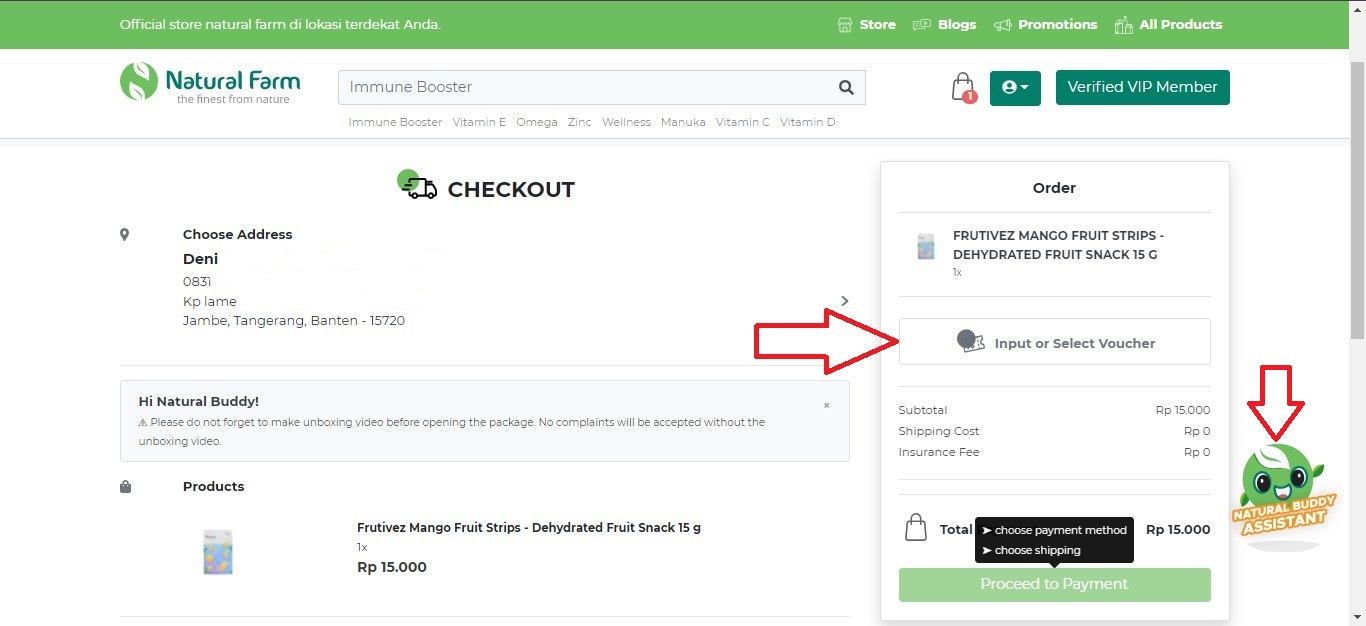 Official store natural farm di lokasi terdekat Anda.
Store Blogs Promotions All Products
Natural Farm
the finest from nature
Immune Booster
1
Verified VIP Member
Immune Booster Vitamin E Omega Zinc Wellness Manuka Vitamin C Vitamin D
CHECKOUT
Choose Address
Deni
0831
Kp lame
Jambe, Tangerang, Banten - 15720
Hi Natural Buddy!
⚠ Please do not forget to make unboxing video before opening the package. No complaints will be accepted without the
unboxing video.
×
Products
Frutivez Mango Fruit Strips - Dehydrated Fruit Snack 15 g
1x
Rp 15.000
Order
FRUTIVEZ MANGO FRUIT STRIPS -
DEHYDRATED FRUIT SNACK 15 G
1x
Input or Select Voucher
Subtotal Rp 15.000
Shipping Cost Rp 0
Insurance Fee Rp 0
Total Rp 15.000
➤ choose payment method
➤ choose shipping
Proceed to Payment
NATURAL BUDDY
ASSISTANT